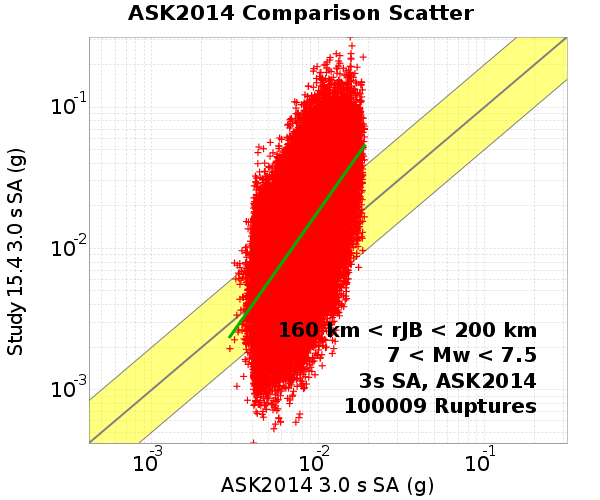 ASK2014 Comparison Scatter
Study 15.4 3.0 s SA (g)
10-1
10-2
10-3
160 km < rJB < 200 km
7 < Mw < 7.5
3s SA, ASK2014
100009 Ruptures
10-3 10-2 10-1
ASK2014 3.0 s SA (g)